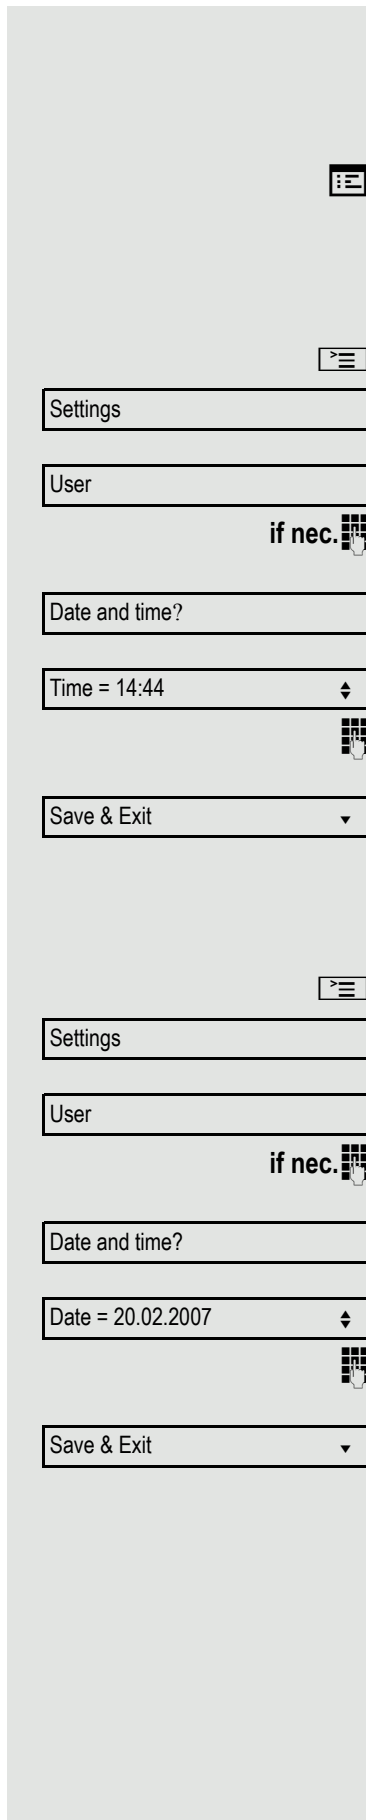 Settings
User
if nec.
Date and time?
Time = 14:44
Save & Exit
Settings
User
if nec.
Date and time?
Date = 20.02.2007
Save & Exit